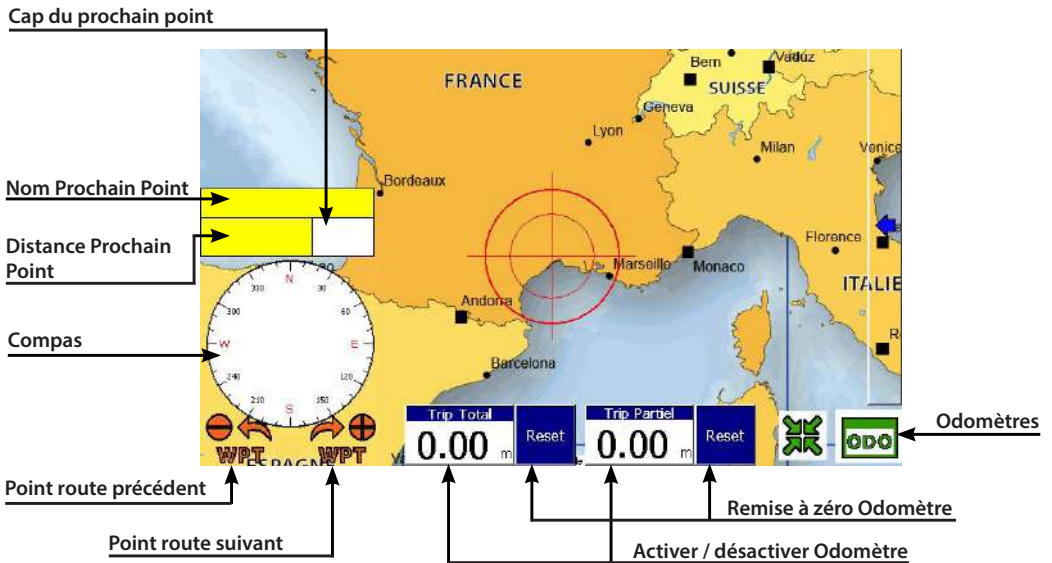 Cap du prochain point
Bern
Vaduz
FRANCE
SUISSE
Geneva
Lyon
Milan
Venice
Bordeaux
Nom Prochain Point
Distance Prochain
Point
Florence
Marseille
Monaco
ITALIE
N
30
60
E
120
150
S
210
240
W
300
330
Andorra
Compas
Barcelona
Trip Total
0.00 m
Reset
Trip Partiel
0.00 m
Reset
ODO
Odomètres
WPT
WPT
ESPAGN
Point route précédent
Remise à zéro Odomètre
Point route suivant
Activer / désactiver Odomètre